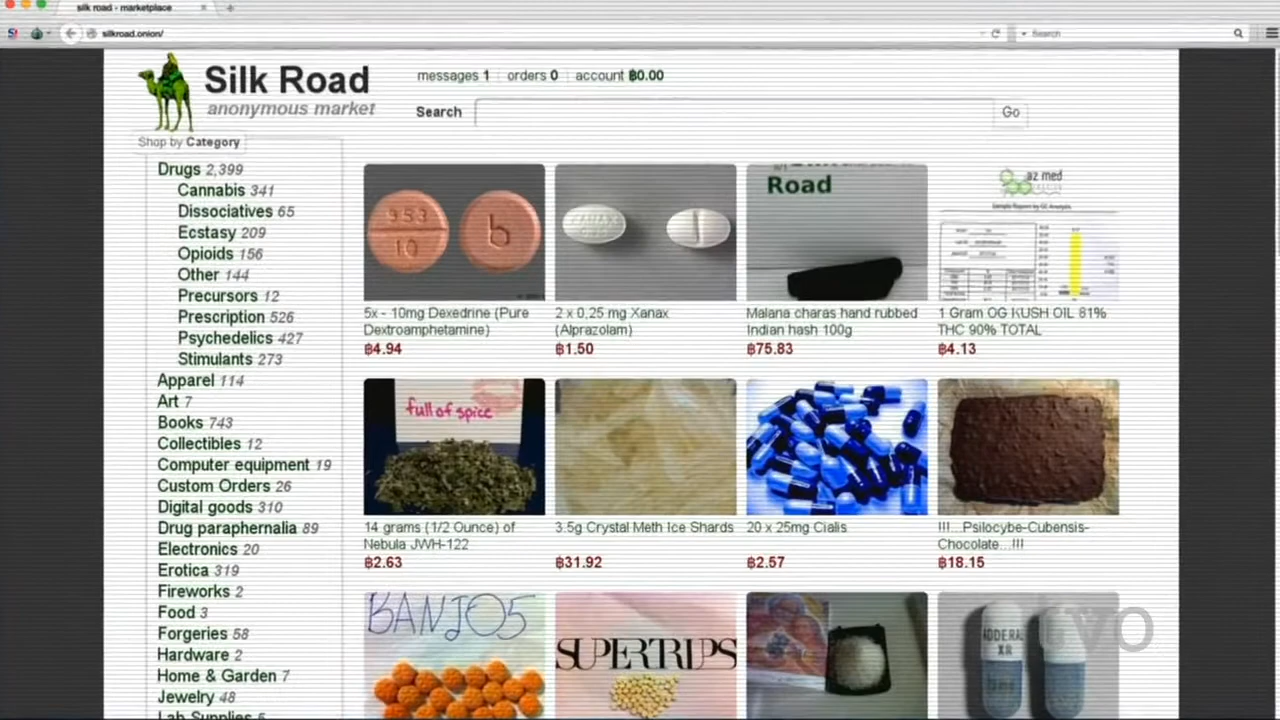 silk road - marketplace
silkroad.onion/
Search
Silk Road
anonymous market
messages 1 orders 0 account ฿0.00
Search
Go
Shop by Category
Drugs 2,399
Cannabis 341
Dissociatives 65
Ecstasy 209
Opioids 156
Other 144
Precursors 12
Prescription 526
Psychedelics 427
Stimulants 273
Apparel 114
Art 7
Books 743
Collectibles 12
Computer equipment 19
Custom Orders 26
Digital goods 310
Drug paraphernalia 89
Electronics 20
Erotica 319
Fireworks 2
Food 3
Forgeries 58
Hardware 2
Home & Garden 7
Jewelry 48
Lab Supplies 5
10
b
Road
az med
5x - 10mg Dexedrine (Pure
Dextroamphetamine)
฿4.94
2 x 0,25 mg Xanax
(Alprazolam)
฿1.50
Malana charas hand rubbed
Indian hash 100g
฿75.83
1 Gram OG KUSH OIL 81%
THC 90% TOTAL
฿4.13
full of spice
14 grams (1/2 Ounce) of
Nebula JWH-122
฿2.63
3.5g Crystal Meth Ice Shards
฿31.92
20 x 25mg Cialis
฿2.57
!!!...Psilocybe-Cubensis-
Chocolate...!!!
฿18.15
BANJO5
SUPERTRIPS
XR
tvo